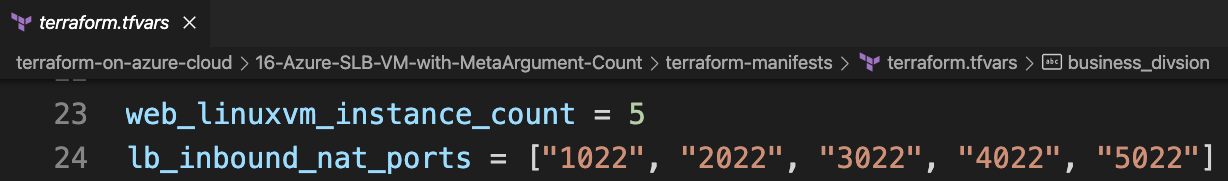 terraform.tfvars ×
terraform-on-azure-cloud > 16-Azure-SLB-VM-with-MetaArgument-Count > terraform-manifests > terraform.tfvars > abc business_divsion
23 web_linuxvm_instance_count = 5
24 lb_inbound_nat_ports = ["1022", "2022", "3022", "4022", "5022"]